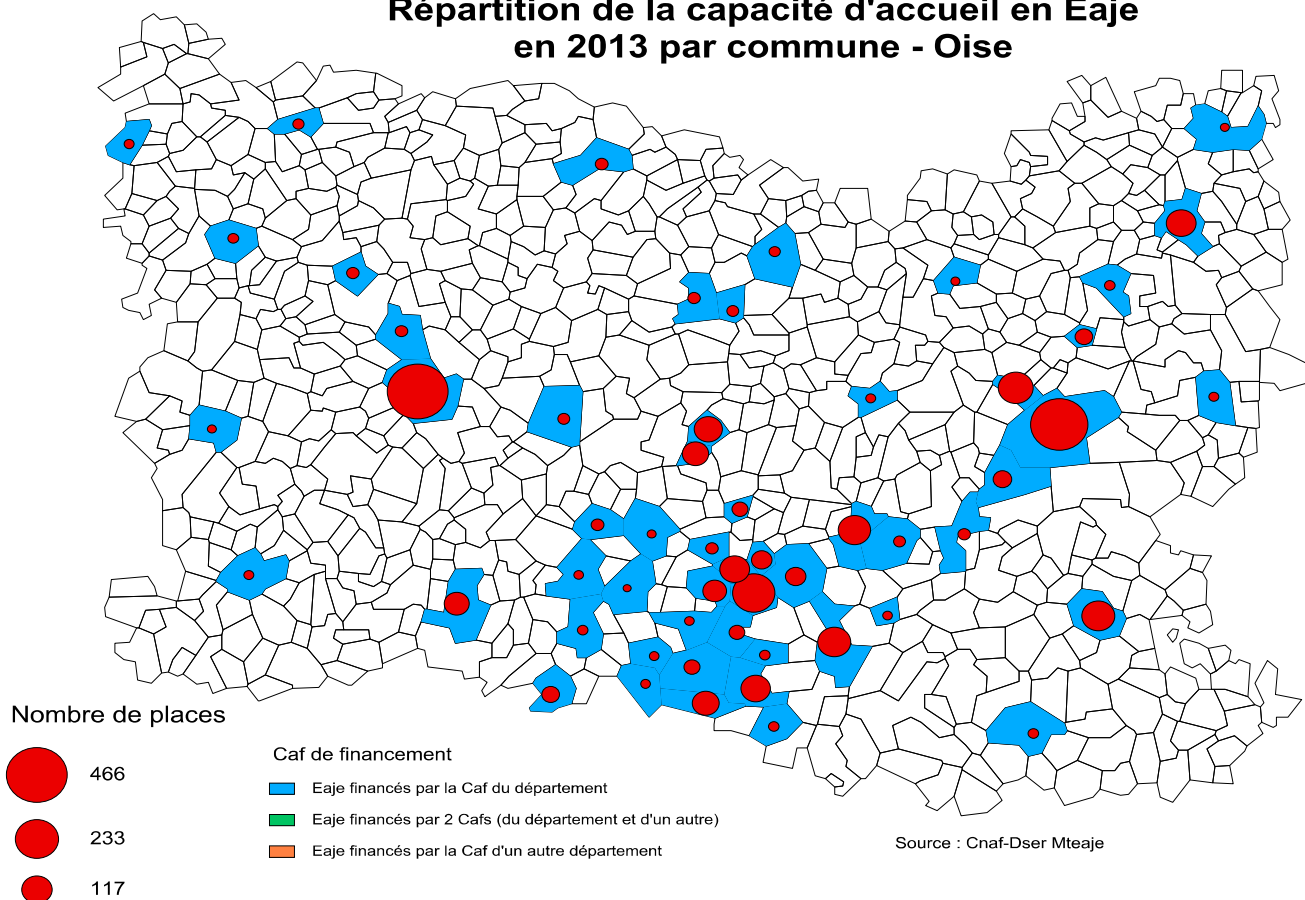 Répartition de la capacité d'accueil en Eaje
en 2013 par commune - Oise
Nombre de places
466
233
117
Caf de financement
Eaje financés par la Caf du département
Eaje financés par 2 Cafs (du département et d'un autre)
Eaje financés par la Caf d'un autre département
Source : Cnaf-Dser Mteaje